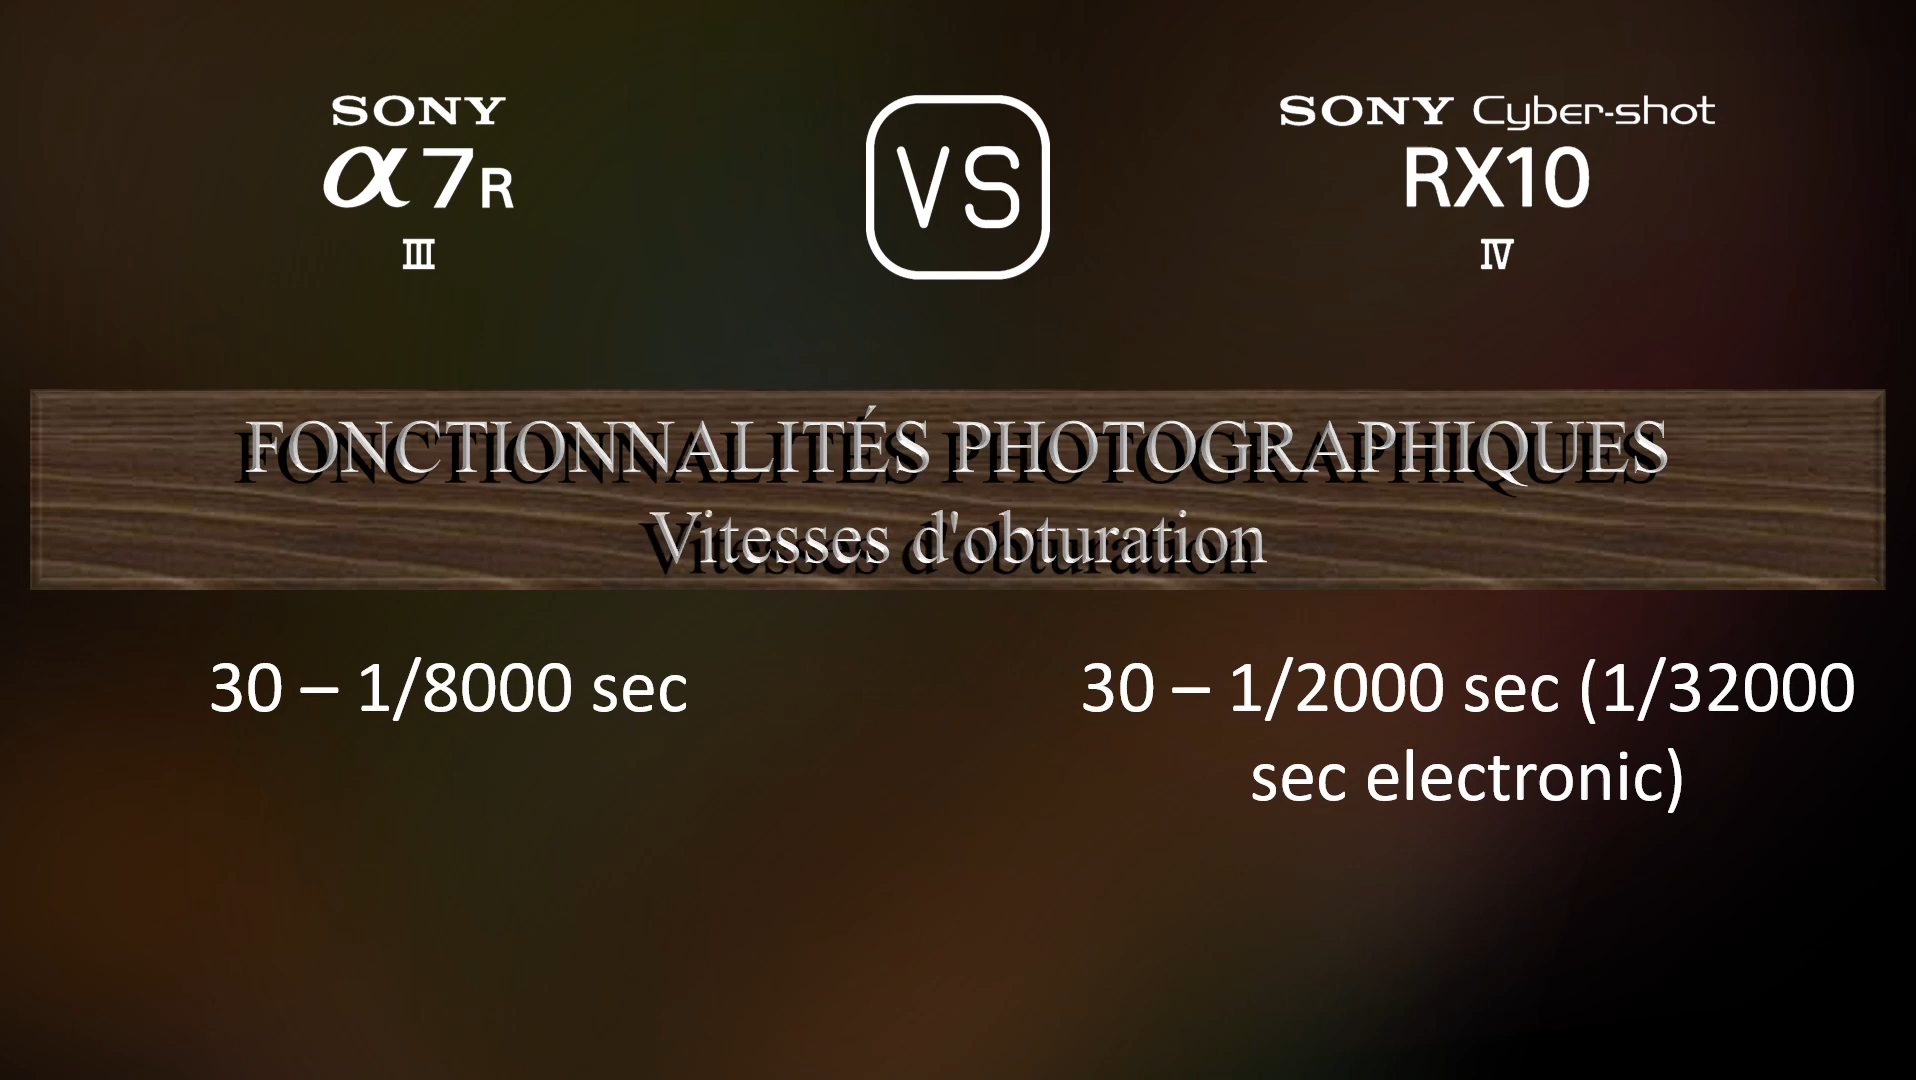 SONY
α7R
III
VS
SONY Cyber-shot
RX10
IV
FONCTIONNALITÉS PHOTOGRAPHIQUES
Vitesses d'obturation
30 – 1/8000 sec
30 – 1/2000 sec (1/32000
sec electronic)